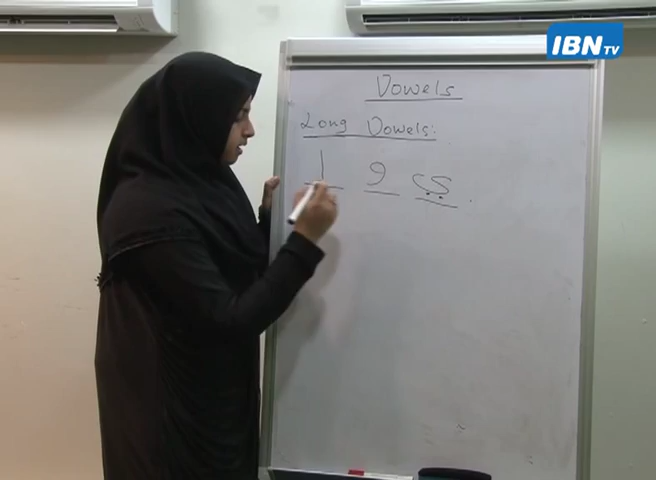 IBN TV
Vowels
Long Vowels:
ا و ي